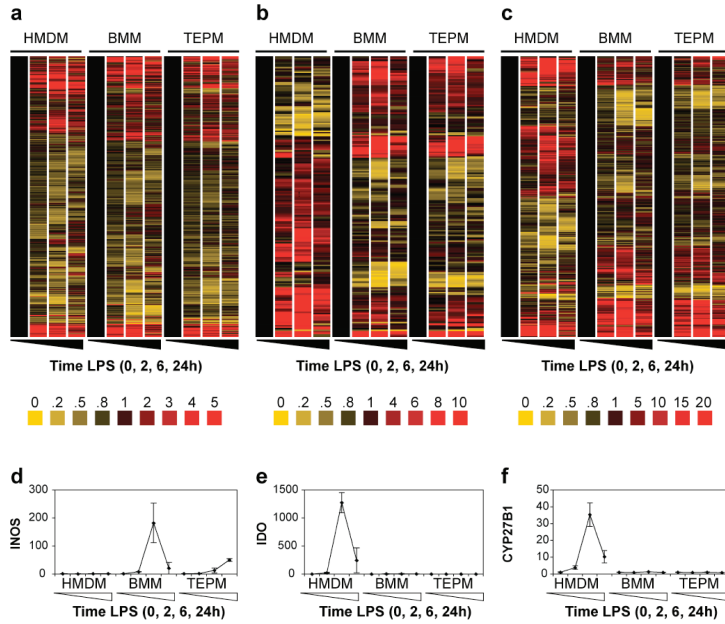 a
b
c
HMDM BMM TEPM
HMDM BMM TEPM
HMDM BMM TEPM
Time LPS (0, 2, 6, 24h)
Time LPS (0, 2, 6, 24h)
Time LPS (0, 2, 6, 24h)
0 .2 .5 .8 1 2 3 4 5
0 .2 .5 .8 1 4 6 8 10
0 .2 .5 .8 1 5 10 15 20
d
INOS
300
200
100
0
HMDM BMM TEPM
Time LPS (0, 2, 6, 24h)
e
IDO
1500
1000
500
0
HMDM BMM TEPM
Time LPS (0, 2, 6, 24h)
f
CYP27B1
50
40
30
20
10
0
HMDM BMM TEPM
Time LPS (0, 2, 6, 24h)